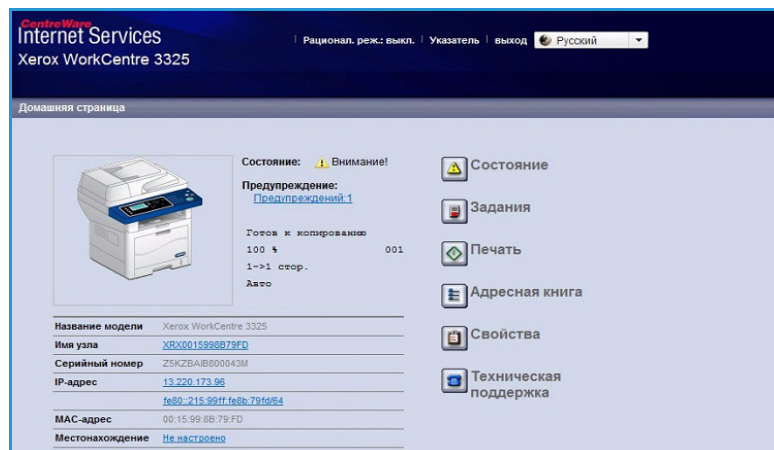 CentreWare
Internet Services
Xerox WorkCentre 3325
Рационал. реж.: выкл. Указатель выход Русский
Домашняя страница
Состояние: Внимание!
Предупреждение:
Предупреждений:1
Готов к копированию
100 % 001
1->1 стор.
Авто
Состояние
Задания
Печать
Адресная книга
Свойства
Техническая
поддержка
Название модели Xerox WorkCentre 3325
Имя узла XRX0015998B79FD
Серийный номер Z5KZBAIB800043M
IP-адрес 13.220.173.96
fe80::215:99ff:fe8b:79fd/64
MAC-адрес 00:15:99:8B:79:FD
Местонахождение Не настроено